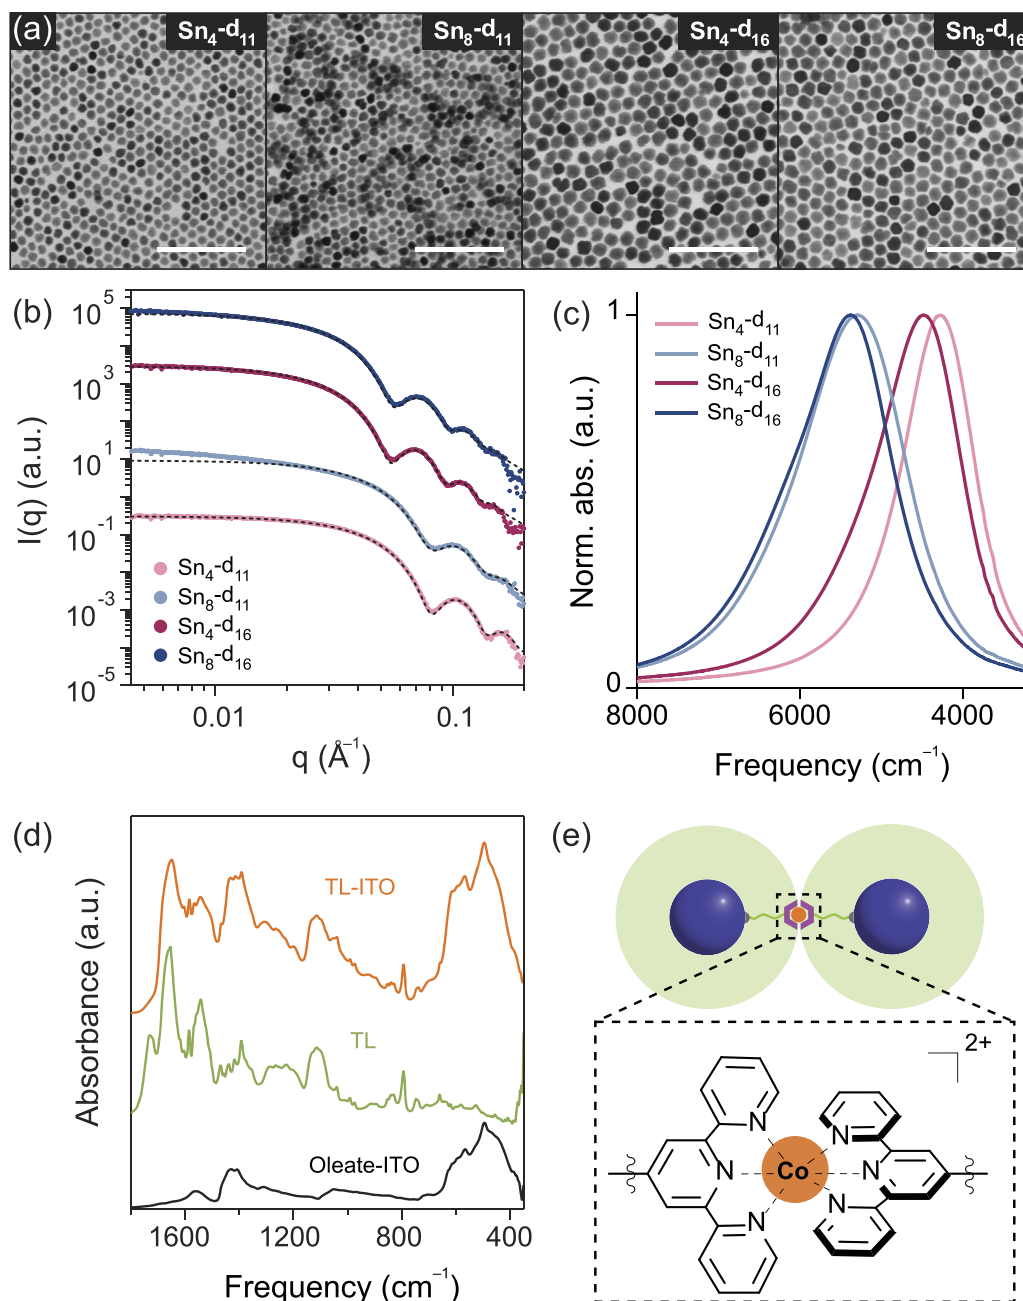 (a)
Sn4-d11
Sn8-d11
Sn4-d16
Sn8-d16
(b)
10^5
10^3
10^1
10^-1
10^-3
10^-5
I(q) (a.u.)
Sn4-d11
Sn8-d11
Sn4-d16
Sn8-d16
0.01
0.1
q (Å–1)
(c)
1
0
Norm. abs. (a.u.)
Sn4-d11
Sn8-d11
Sn4-d16
Sn8-d16
8000
6000
4000
Frequency (cm–1)
(d)
Absorbance (a.u.)
TL-ITO
TL
Oleate-ITO
1600
1200
800
400
Frequency (cm–1)
(e)
2+
N
N
N
Co
N
N
N